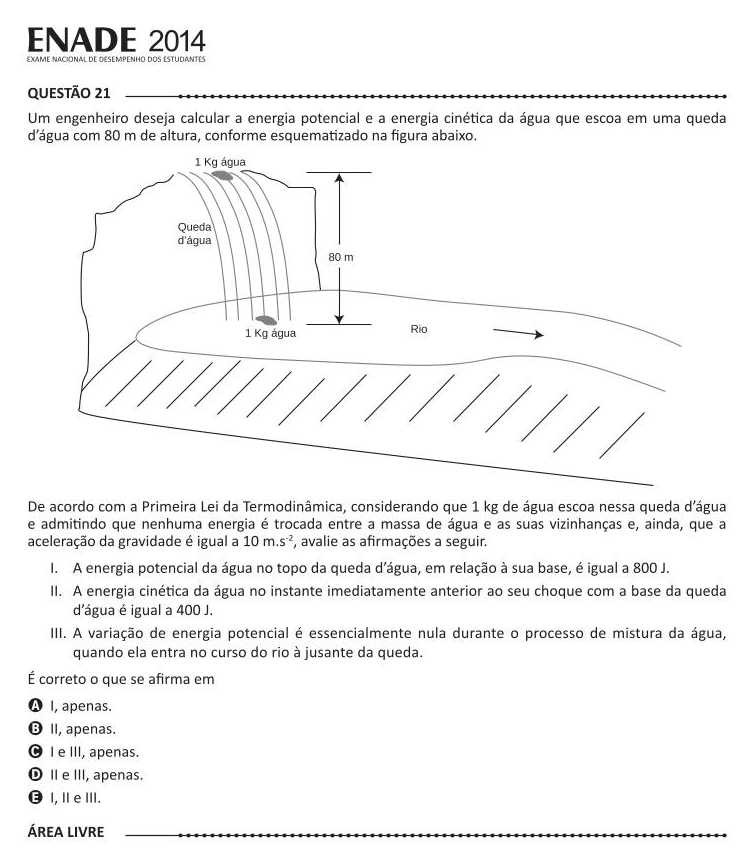 ENADE 2014
EXAME NACIONAL DE DESEMPENHO DOS ESTUDANTES
QUESTÃO 21
Um engenheiro deseja calcular a energia potencial e a energia cinética da água que escoa em uma queda
d’água com 80 m de altura, conforme esquematizado na figura abaixo.
1 Kg água
Queda
d’água
80 m
1 Kg água
Rio
De acordo com a Primeira Lei da Termodinâmica, considerando que 1 kg de água escoa nessa queda d’água
e admitindo que nenhuma energia é trocada entre a massa de água e as suas vizinhanças e, ainda, que a
aceleração da gravidade é igual a 10 m.s⁻², avalie as afirmações a seguir.
I. A energia potencial da água no topo da queda d’água, em relação à sua base, é igual a 800 J.
II. A energia cinética da água no instante imediatamente anterior ao seu choque com a base da queda
d’água é igual a 400 J.
III. A variação de energia potencial é essencialmente nula durante o processo de mistura da água,
quando ela entra no curso do rio à jusante da queda.
É correto o que se afirma em
A I, apenas.
B II, apenas.
C I e III, apenas.
D II e III, apenas.
E I, II e III.
ÁREA LIVRE